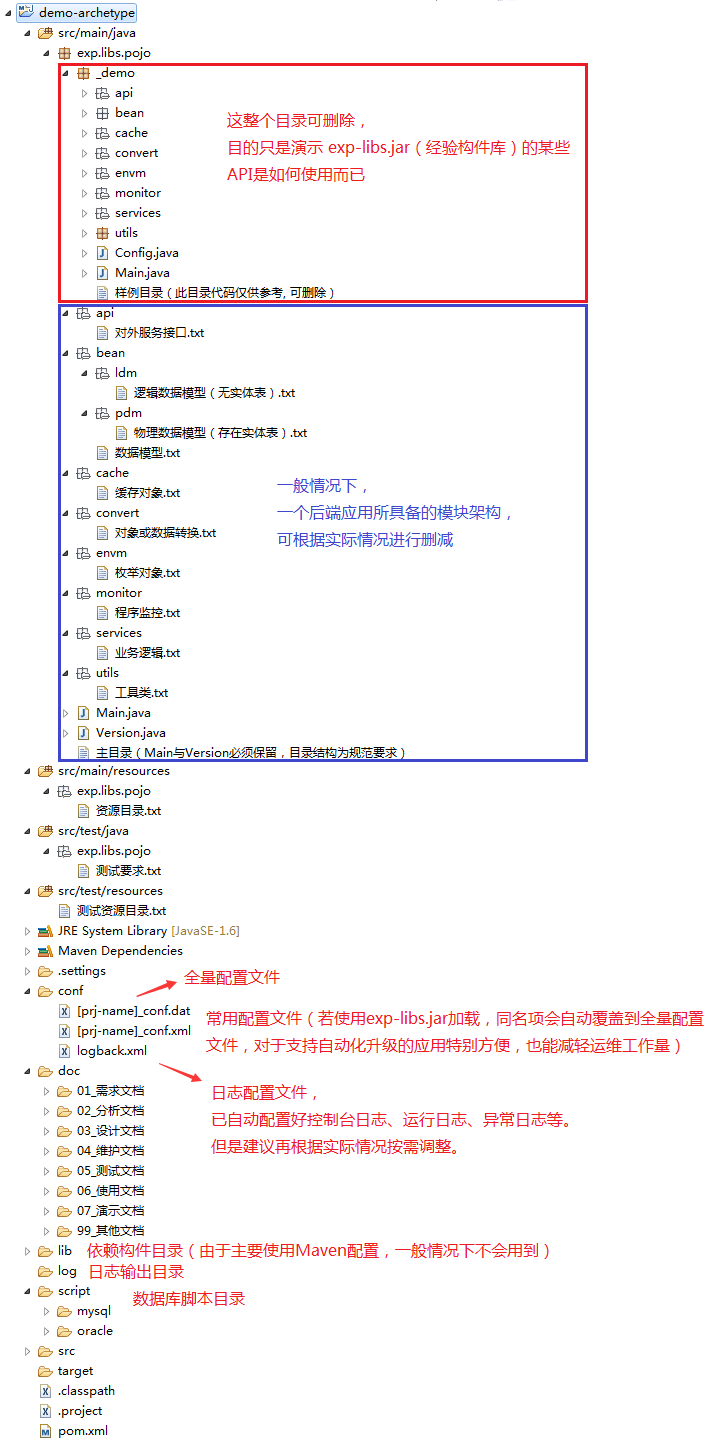 demo-archetype
src/main/java
exp.libs.pojo
_demo
api
bean
cache
convert
envm
monitor
services
utils
Config.java
Main.java
样例目录（此目录代码仅供参考, 可删除）
这整个目录可删除，
目的只是演示 exp-libs.jar（经验构件库）的某些
API是如何使用而已
api
对外服务接口.txt
bean
ldm
逻辑数据模型（无实体表）.txt
pdm
物理数据模型（存在实体表）.txt
数据模型.txt
cache
缓存对象.txt
convert
对象或数据转换.txt
envm
枚举对象.txt
monitor
程序监控.txt
services
业务逻辑.txt
utils
工具类.txt
Main.java
Version.java
主目录（Main与Version必须保留，目录结构为规范要求）
一般情况下，
一个后端应用所具备的模块架构，
可根据实际情况进行删减
src/main/resources
exp.libs.pojo
资源目录.txt
src/test/java
exp.libs.pojo
测试要求.txt
src/test/resources
测试资源目录.txt
JRE System Library [JavaSE-1.6]
Maven Dependencies
.settings
conf
全量配置文件
[prj-name]_conf.dat
[prj-name]_conf.xml
logback.xml
常用配置文件（若使用exp-libs.jar加载，同名项会自动覆盖到全量配置
文件，对于支持自动化升级的应用特别方便，也能减轻运维工作量）
doc
01_需求文档
02_分析文档
03_设计文档
04_维护文档
05_测试文档
06_使用文档
07_演示文档
99_其他文档
日志配置文件，
已自动配置好控制台日志、运行日志、异常日志等。
但是建议再根据实际情况按需调整。
lib 依赖构件目录（由于主要使用Maven配置，一般情况下不会用到）
log 日志输出目录
script
数据库脚本目录
mysql
oracle
src
target
.classpath
.project
pom.xml